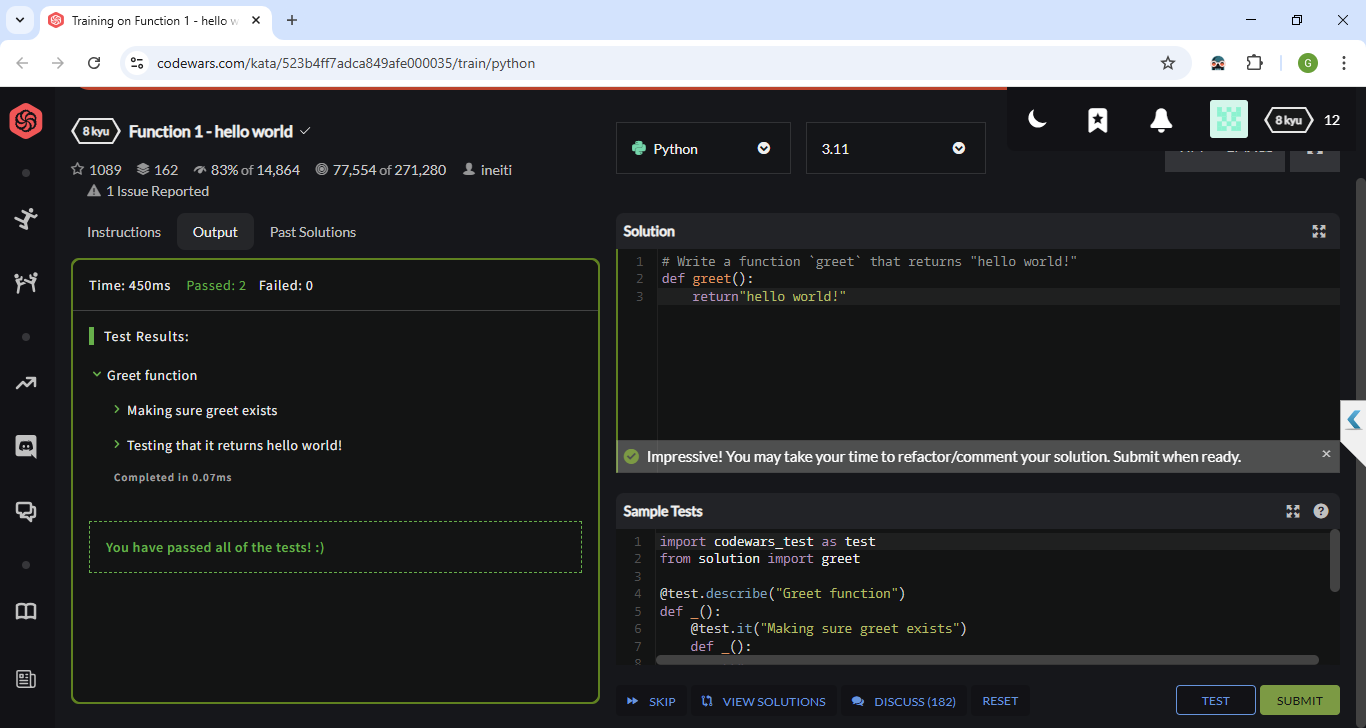 Training on Function 1 - hello w
codewars.com/kata/523b4ff7adca849afe000035/train/python
G
8 kyu
12
8 kyu Function 1 - hello world
1089 162 83% of 14,864 77,554 of 271,280 ineiti
1 Issue Reported
Python
3.11
Instructions Output Past Solutions
Time: 450ms Passed: 2 Failed: 0
Test Results:
Greet function
Making sure greet exists
Testing that it returns hello world!
Completed in 0.07ms
You have passed all of the tests! :)
Solution
1 # Write a function `greet` that returns "hello world!"
2 def greet():
3 return"hello world!"
Impressive! You may take your time to refactor/comment your solution. Submit when ready.
Sample Tests
1 import codewars_test as test
2 from solution import greet
3
4 @test.describe("Greet function")
5 def _():
6 @test.it("Making sure greet exists")
7 def _():
8
SKIP VIEW SOLUTIONS DISCUSS (182) RESET TEST SUBMIT